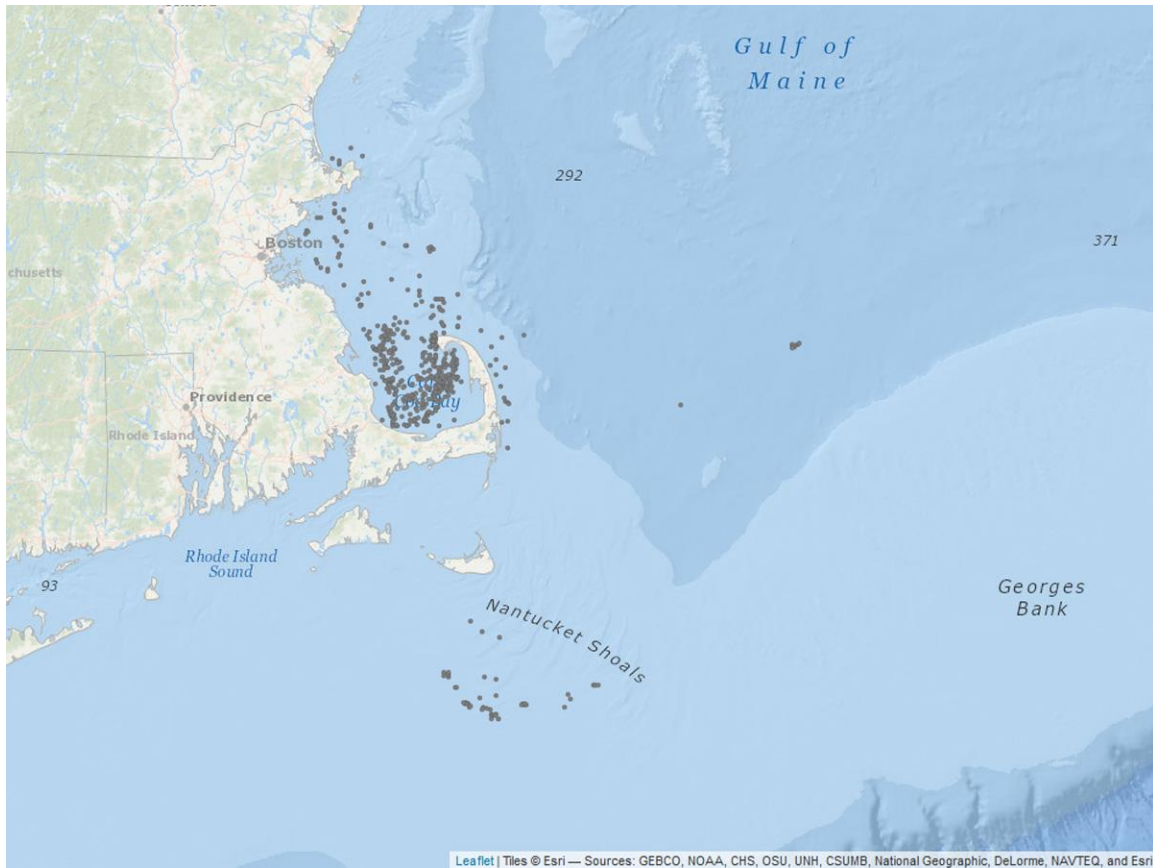 Gulf of
Maine
292
371
Boston
chusetts
Cape
Cod Bay
Providence
Rhode Island
Rhode Island
Sound
93
Georges
Bank
Nantucket Shoals
Leaflet | Tiles © Esri — Sources: GEBCO, NOAA, CHS, OSU, UNH, CSUMB, National Geographic, DeLorme, NAVTEQ, and Esri